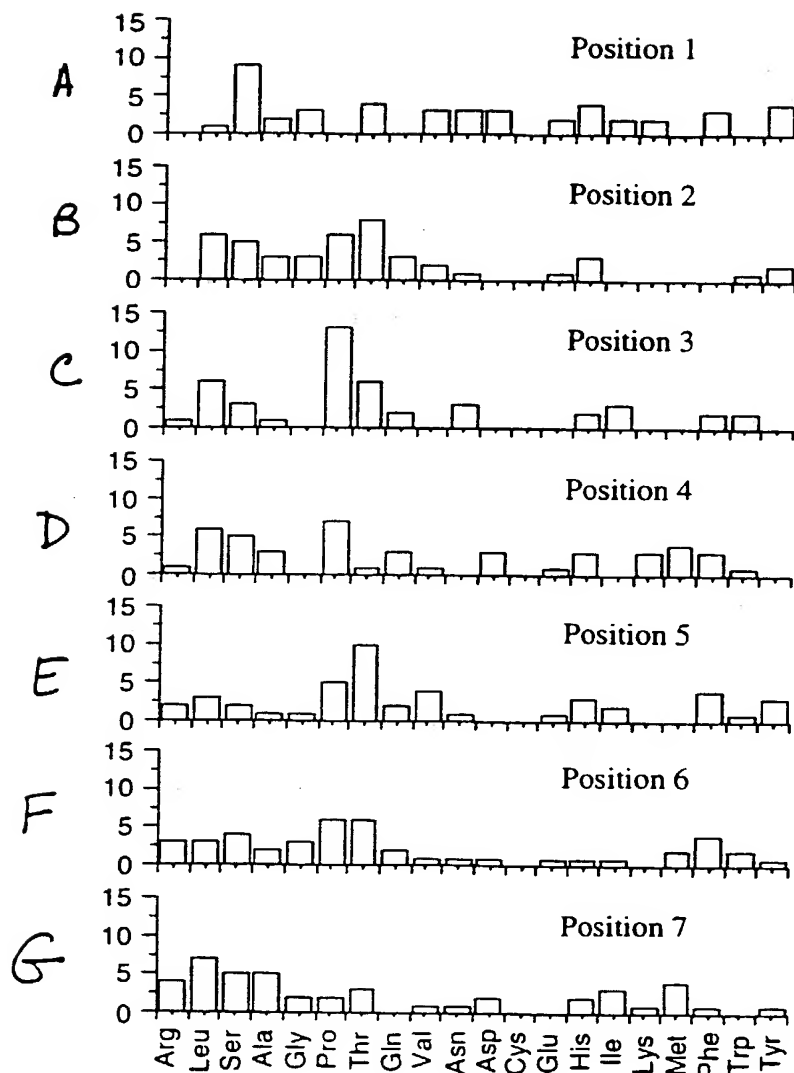 A
15
10
5
0
Position 1
B
15
10
5
0
Position 2
C
15
10
5
0
Position 3
D
15
10
5
0
Position 4
E
15
10
5
0
Position 5
F
15
10
5
0
Position 6
G
15
10
5
0
Position 7
Arg Leu Ser Ala Gly Pro Thr Gln Val Asn Asp Cys Glu His Ile Lys Met Phe Trp Tyr